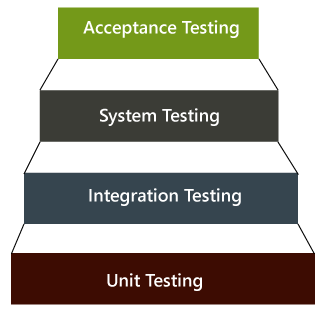 Acceptance Testing
System Testing
Integration Testing
Unit Testing